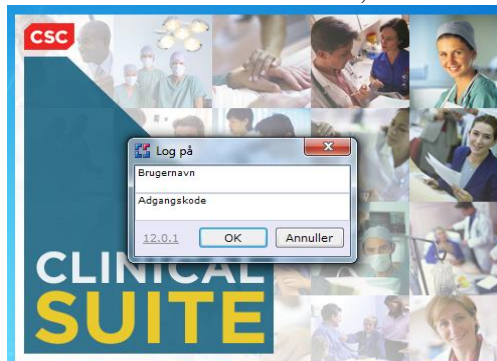 CSC
Log på
Brugernavn
Adgangskode
12.0.1 OK Annuller
CLINICAL
SUITE